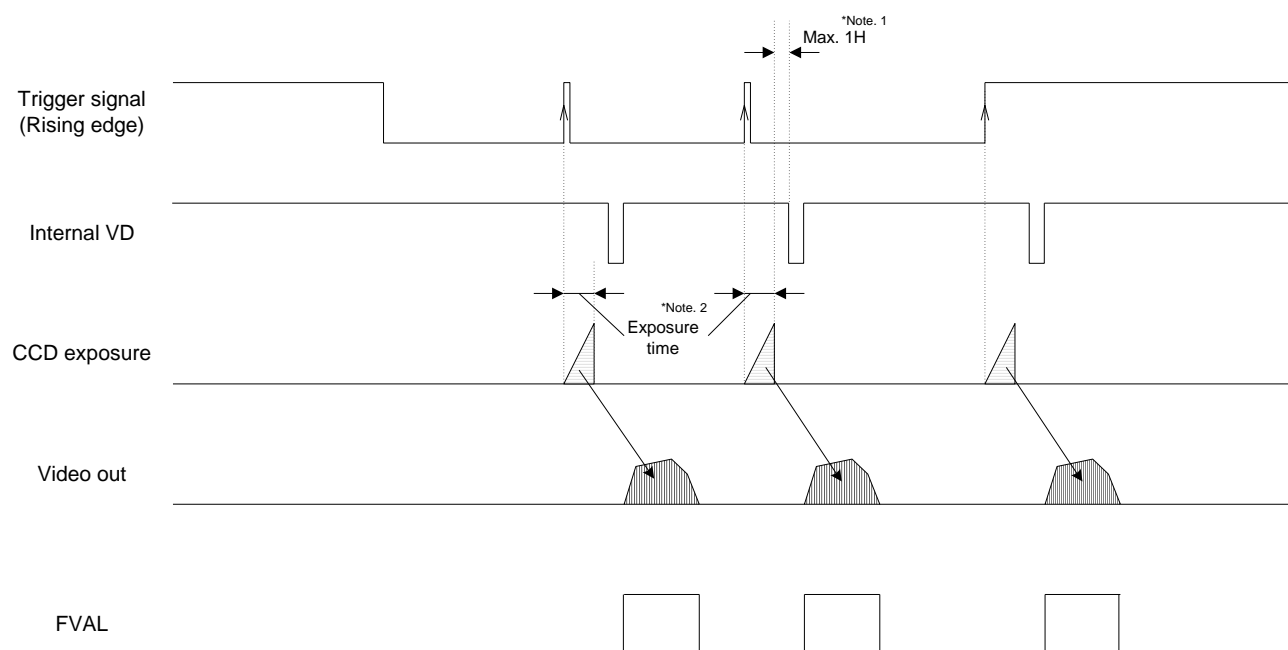 *Note. 1
Max. 1H
Trigger signal
(Rising edge)
Internal VD
*Note. 2
Exposure
time
CCD exposure
Video out
FVAL